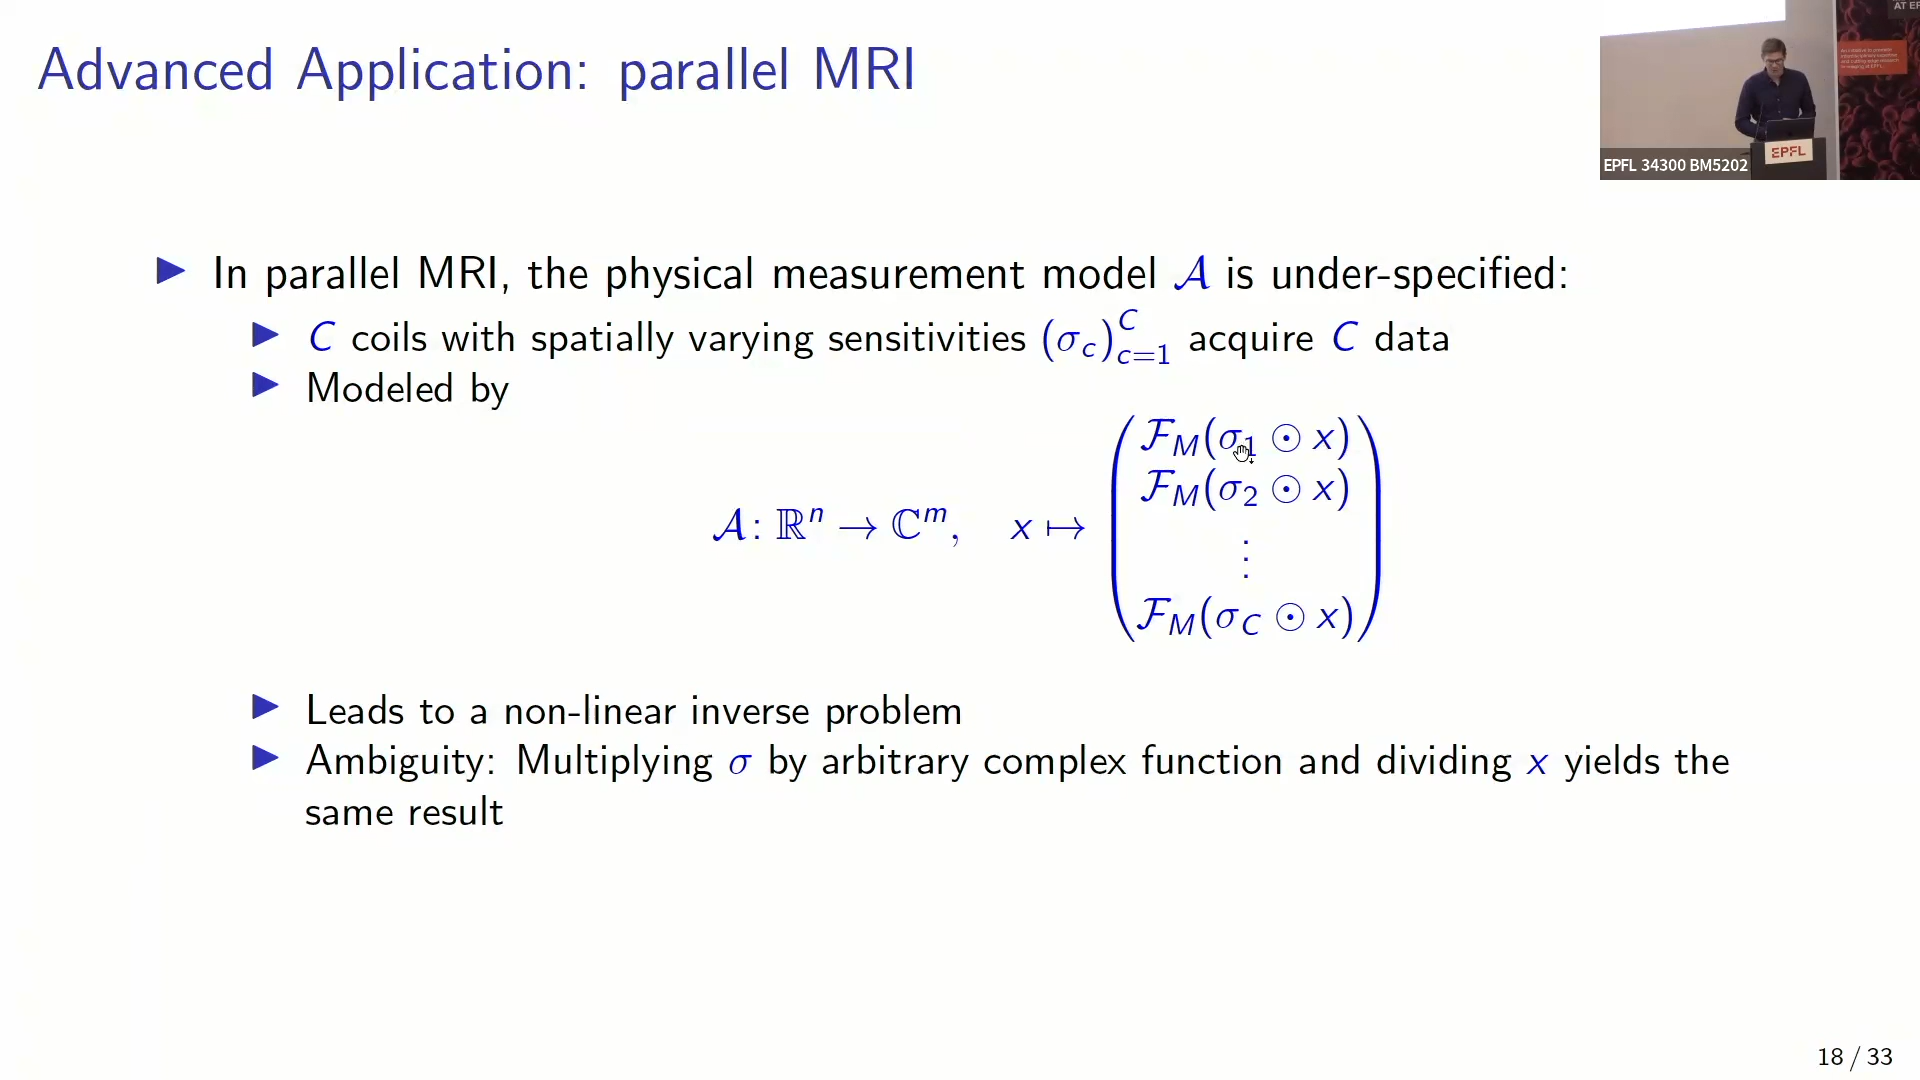 Advanced Application: parallel MRI
AT EP
EPFL
EPFL 34300 BM5202
▶ In parallel MRI, the physical measurement model 𝒜 is under-specified:
▶ C coils with spatially varying sensitivities (σ_c)_{c=1}^{C} acquire C data
▶ Modeled by
ℱ_M(σ_1 ⊙ x)
ℱ_M(σ_2 ⊙ x)
𝒜: ℝ^n → ℂ^m, x ↦
⋮
ℱ_M(σ_C ⊙ x)
▶ Leads to a non-linear inverse problem
▶ Ambiguity: Multiplying σ by arbitrary complex function and dividing x yields the
same result
18 / 33